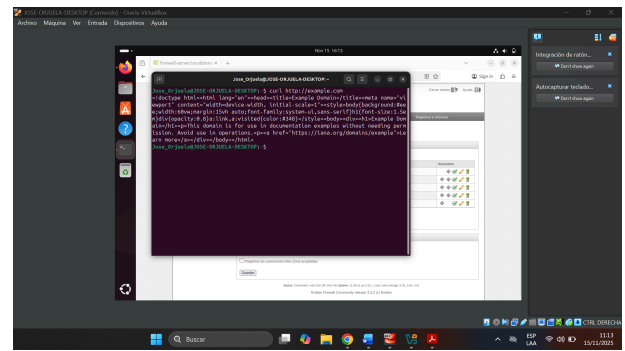 JOSE-ORJUELA-DESKTOP [Corriendo] - Oracle VirtualBox
Archivo Máquina Ver Entrada Dispositivos Ayuda
Nov 15 16:13
Integración de ratón...
Don't show again
Autocapturar teclado...
Don't show again
Sign in
Jose_Orjuela@JOSE-ORJUELA-DESKTOP: ~
Jose_Orjuela@JOSE-ORJUELA-DESKTOP:~$ curl http://example.com
<!doctype html><html lang="en"><head><title>Example Domain</title><meta name="vi
ewport" content="width=device-width, initial-scale=1"><style>body{background:#ee
e;width:60vw;margin:15vh auto;font-family:system-ui,sans-serif}h1{font-size:1.5e
m}div{opacity:0.8}a:link,a:visited{color:#348}</style><body><div><h1>Example Dom
ain</h1><p>This domain is for use in documentation examples without needing perm
ission. Avoid use in operations.<p><a href="https://iana.org/domains/example">Le
arn more</a></div></body></html>
Jose_Orjuela@JOSE-ORJUELA-DESKTOP:~$
Cerrar sesión Ayuda
Registros e informes
Acciones
Guardar
CTRL DERECHA
Buscar
ESP
LAA
11:13
15/11/2025